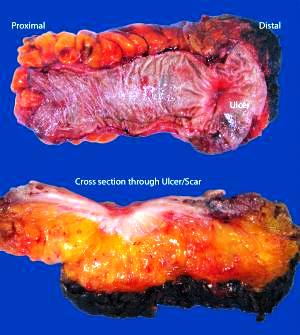 Proximal
Distal
Ulcer
Cross section through Ulcer/Scar